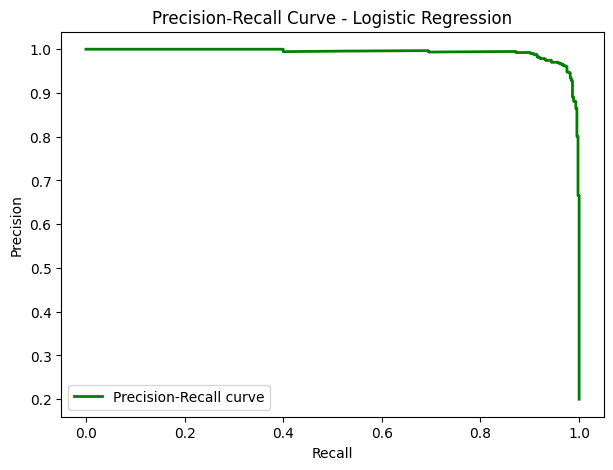 Precision-Recall Curve - Logistic Regression
1.0
0.9
0.8
0.7
0.6
0.5
0.4
0.3
0.2
Precision
Precision-Recall curve
0.0 0.2 0.4 0.6 0.8 1.0
Recall